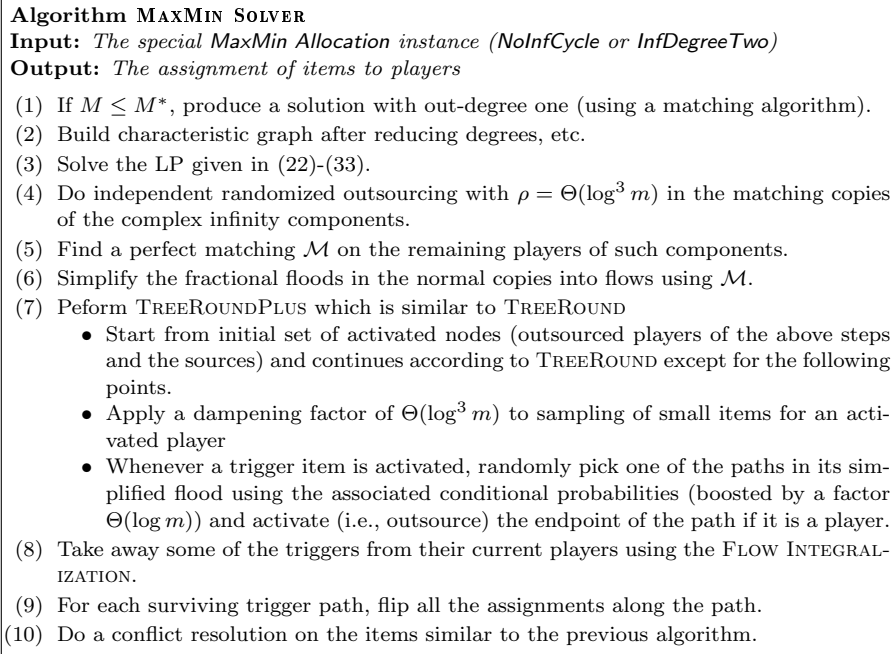 Algorithm MAXMIN SOLVER
Input: The special MaxMin Allocation instance (NoInfCycle or InfDegreeTwo)
Output: The assignment of items to players
(1) If M ≤ M*, produce a solution with out-degree one (using a matching algorithm).
(2) Build characteristic graph after reducing degrees, etc.
(3) Solve the LP given in (22)-(33).
(4) Do independent randomized outsourcing with ρ = Θ(log³ m) in the matching copies
of the complex infinity components.
(5) Find a perfect matching ℳ on the remaining players of such components.
(6) Simplify the fractional floods in the normal copies into flows using ℳ.
(7) Peform TREEROUNDPLUS which is similar to TREEROUND
• Start from initial set of activated nodes (outsourced players of the above steps
and the sources) and continues according to TREEROUND except for the following
points.
• Apply a dampening factor of Θ(log³ m) to sampling of small items for an acti-
vated player
• Whenever a trigger item is activated, randomly pick one of the paths in its sim-
plified flood using the associated conditional probabilities (boosted by a factor
Θ(log m)) and activate (i.e., outsource) the endpoint of the path if it is a player.
(8) Take away some of the triggers from their current players using the FLOW INTEGRAL-
IZATION.
(9) For each surviving trigger path, flip all the assignments along the path.
(10) Do a conflict resolution on the items similar to the previous algorithm.